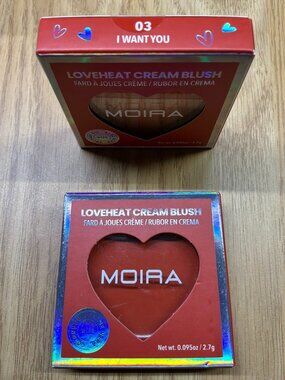 03
I WANT YOU
LOVEHEAT CREAM BLUSH
FARD À JOUES CRÈME / RUBOR EN CREMA
MOIRA
LOVEHEAT CREAM BLUSH
FARD À JOUES CRÈME / RUBOR EN CREMA
MOIRA
Net wt. 0.095oz / 2.7g